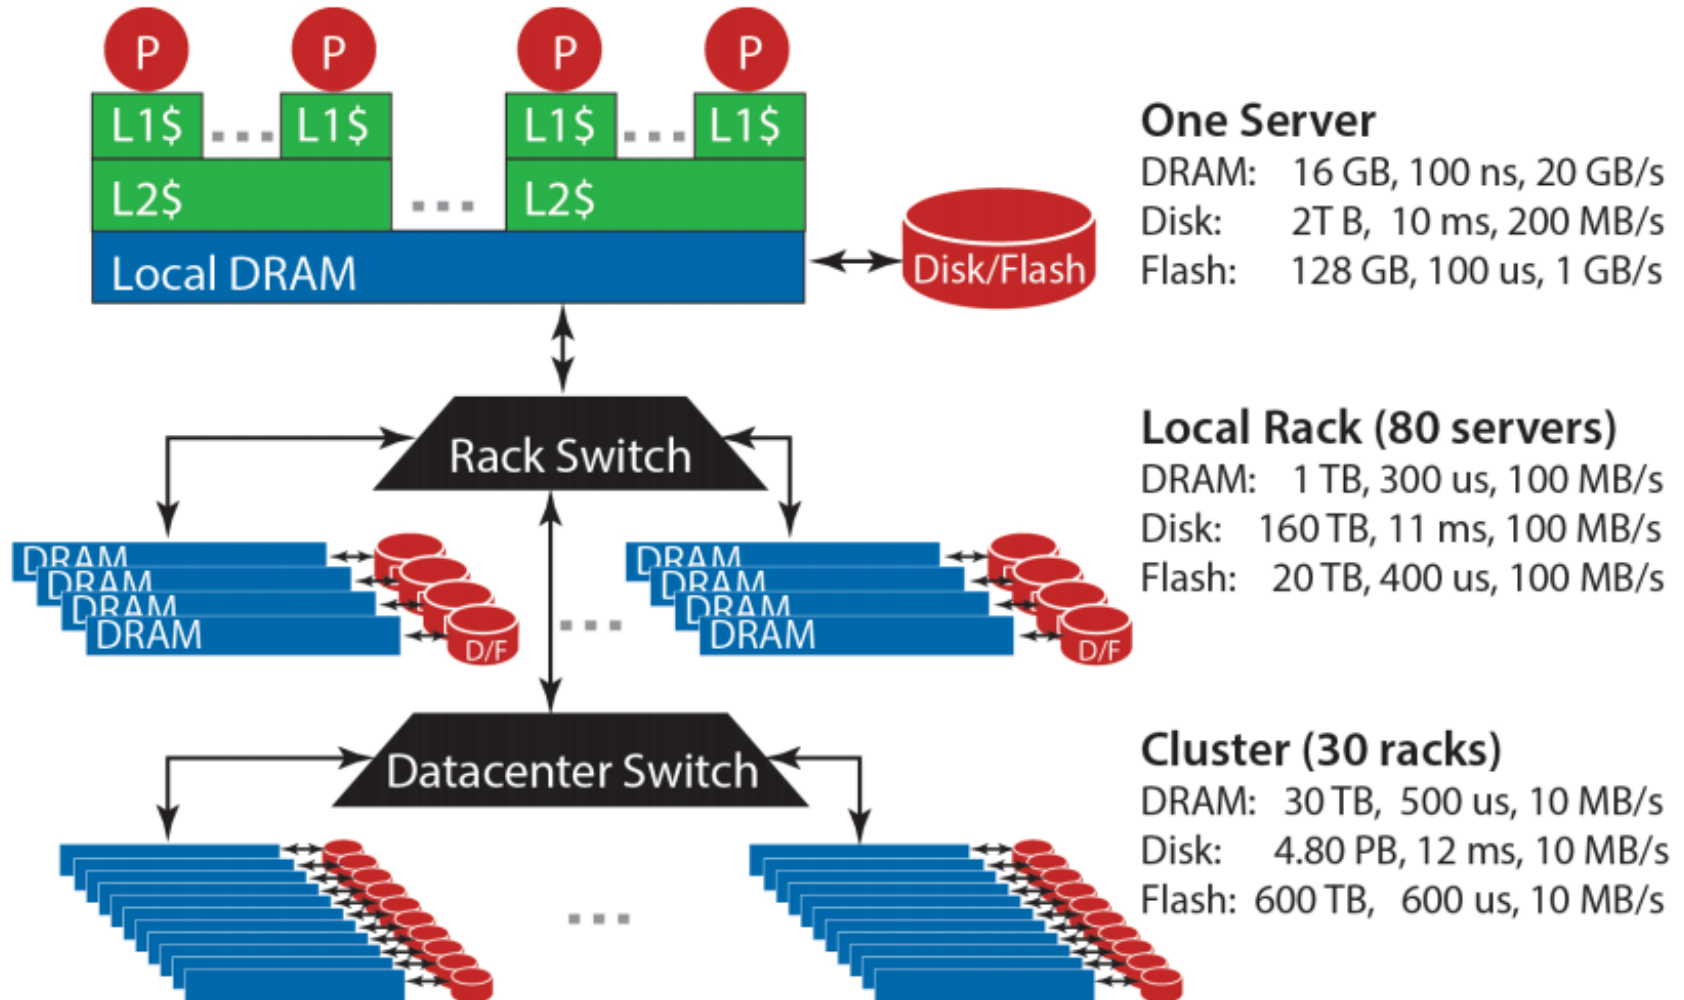 P P P P
L1$ L1$ L1$ L1$
L2$ L2$
Local DRAM
Disk/Flash
One Server
DRAM: 16 GB, 100 ns, 20 GB/s
Disk: 2T B, 10 ms, 200 MB/s
Flash: 128 GB, 100 us, 1 GB/s
Rack Switch
DRAM
DRAM
DRAM
DRAM
D/F
DRAM
DRAM
DRAM
DRAM
D/F
Local Rack (80 servers)
DRAM: 1 TB, 300 us, 100 MB/s
Disk: 160 TB, 11 ms, 100 MB/s
Flash: 20 TB, 400 us, 100 MB/s
Datacenter Switch
Cluster (30 racks)
DRAM: 30 TB, 500 us, 10 MB/s
Disk: 4.80 PB, 12 ms, 10 MB/s
Flash: 600 TB, 600 us, 10 MB/s